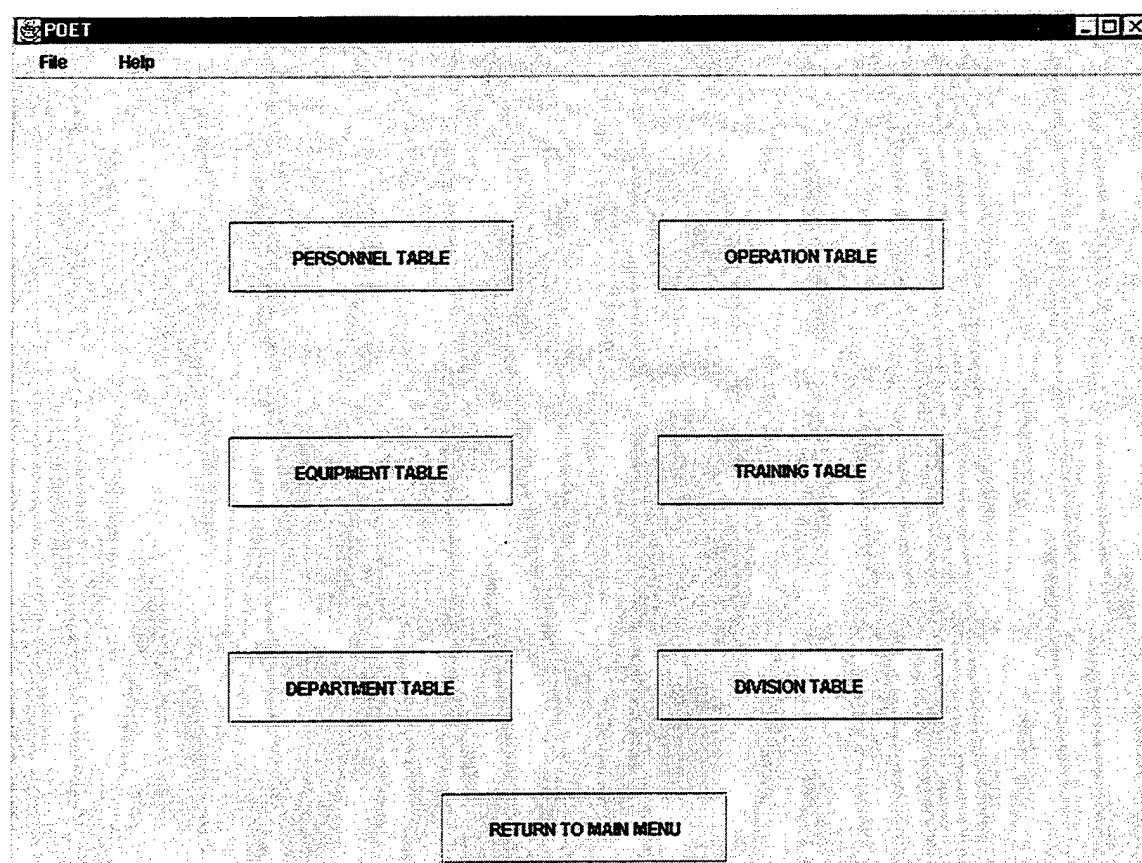 POET
File Help
PERSONNEL TABLE OPERATION TABLE
EQUIPMENT TABLE TRAINING TABLE
DEPARTMENT TABLE DIVISION TABLE
RETURN TO MAIN MENU